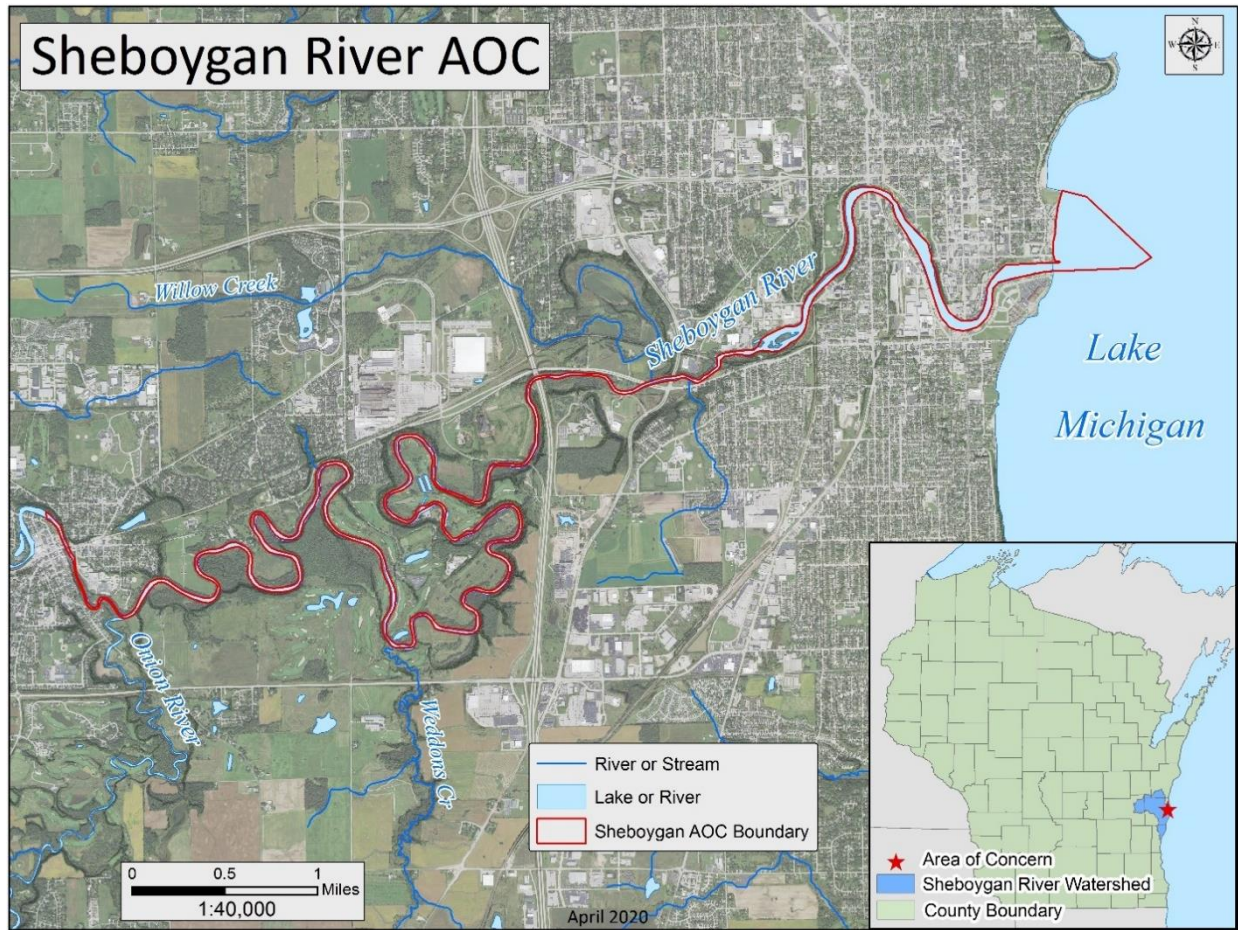 Sheboygan River AOC
N
W E
S
Willow Creek
Sheboygan River
Lake
Michigan
Onion River
Weddons Cr
River or Stream
Lake or River
Sheboygan AOC Boundary
0 0.5 1
Miles
1:40,000
April 2020
Area of Concern
Sheboygan River Watershed
County Boundary